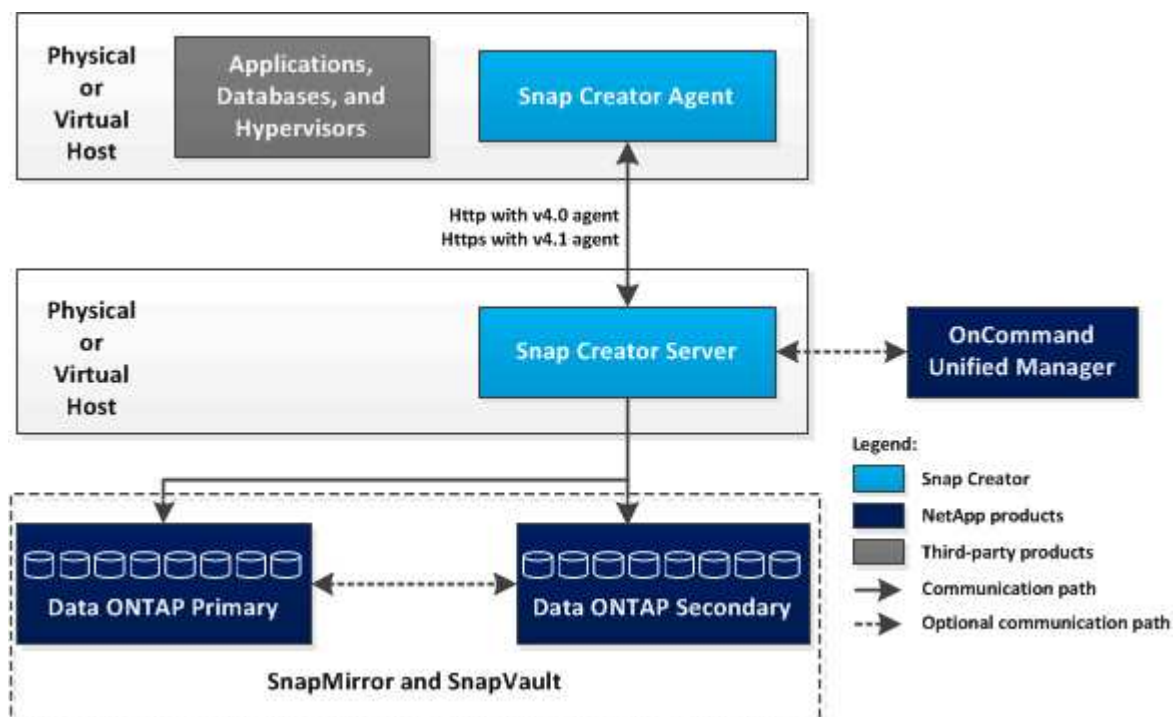 Physical
or
Virtual
Host
Applications,
Databases, and
Hypervisors
Snap Creator Agent
Http with v4.0 agent
Https with v4.1 agent
Physical
or
Virtual
Host
Snap Creator Server
OnCommand
Unified Manager
Legend:
Snap Creator
NetApp products
Third-party products
Communication path
Optional communication path
Data ONTAP Primary
Data ONTAP Secondary
SnapMirror and SnapVault